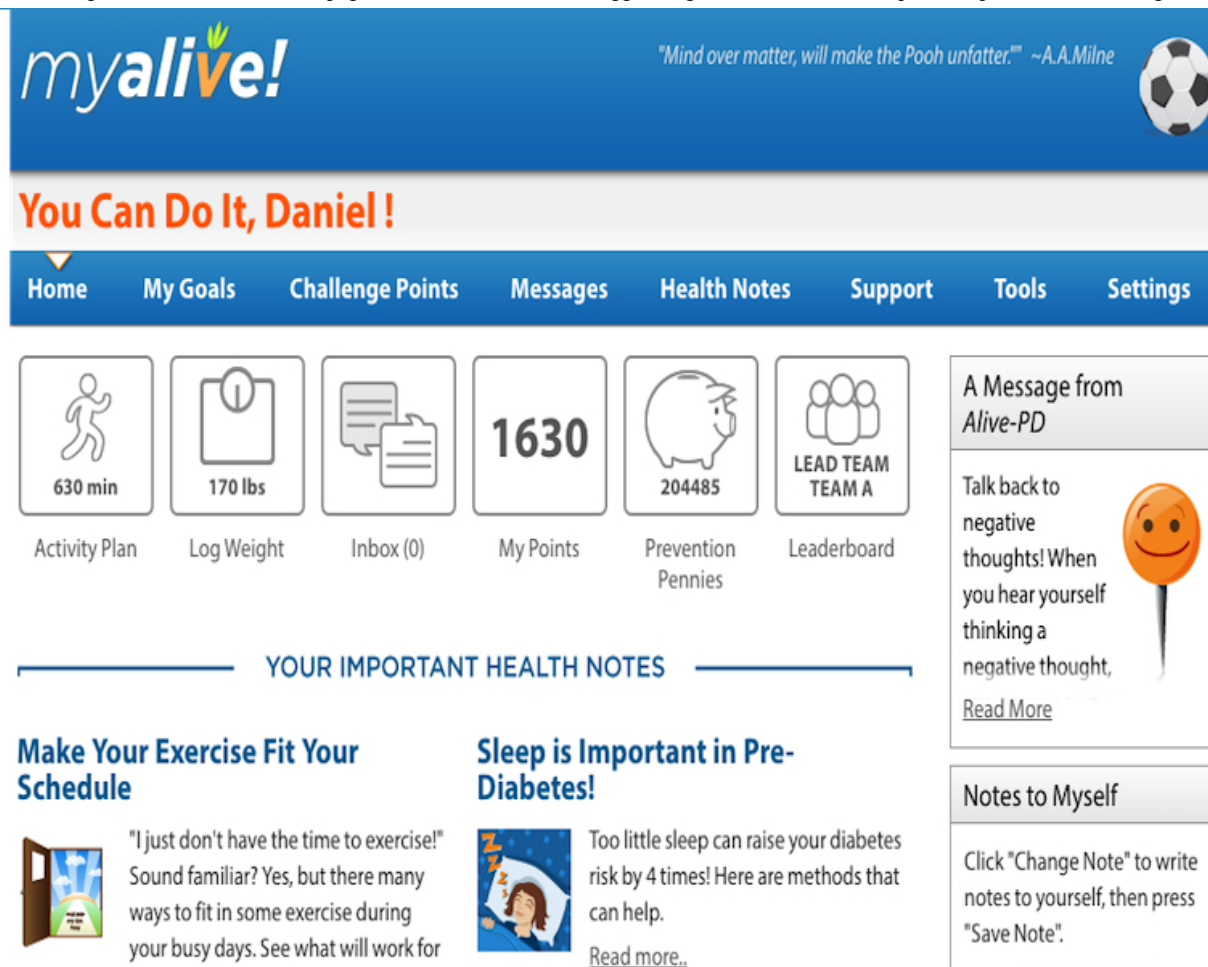 myalive!
"Mind over matter, will make the Pooh unfatter."" ~A.A.Milne
You Can Do It, Daniel !
Home
My Goals
Challenge Points
Messages
Health Notes
Support
Tools
Settings
630 min
Activity Plan
170 lbs
Log Weight
Inbox (0)
1630
My Points
204485
Prevention
Pennies
LEAD TEAM
TEAM A
Leaderboard
YOUR IMPORTANT HEALTH NOTES
Make Your Exercise Fit Your
Schedule
"I just don't have the time to exercise!"
Sound familiar? Yes, but there many
ways to fit in some exercise during
your busy days. See what will work for
Sleep is Important in Pre-
Diabetes!
Z
Z
Z
Z
Z
Too little sleep can raise your diabetes
risk by 4 times! Here are methods that
can help.
Read more..
A Message from
Alive-PD
Talk back to
negative
thoughts! When
you hear yourself
thinking a
negative thought,
Read More
Notes to Myself
Click "Change Note" to write
notes to yourself, then press
"Save Note".